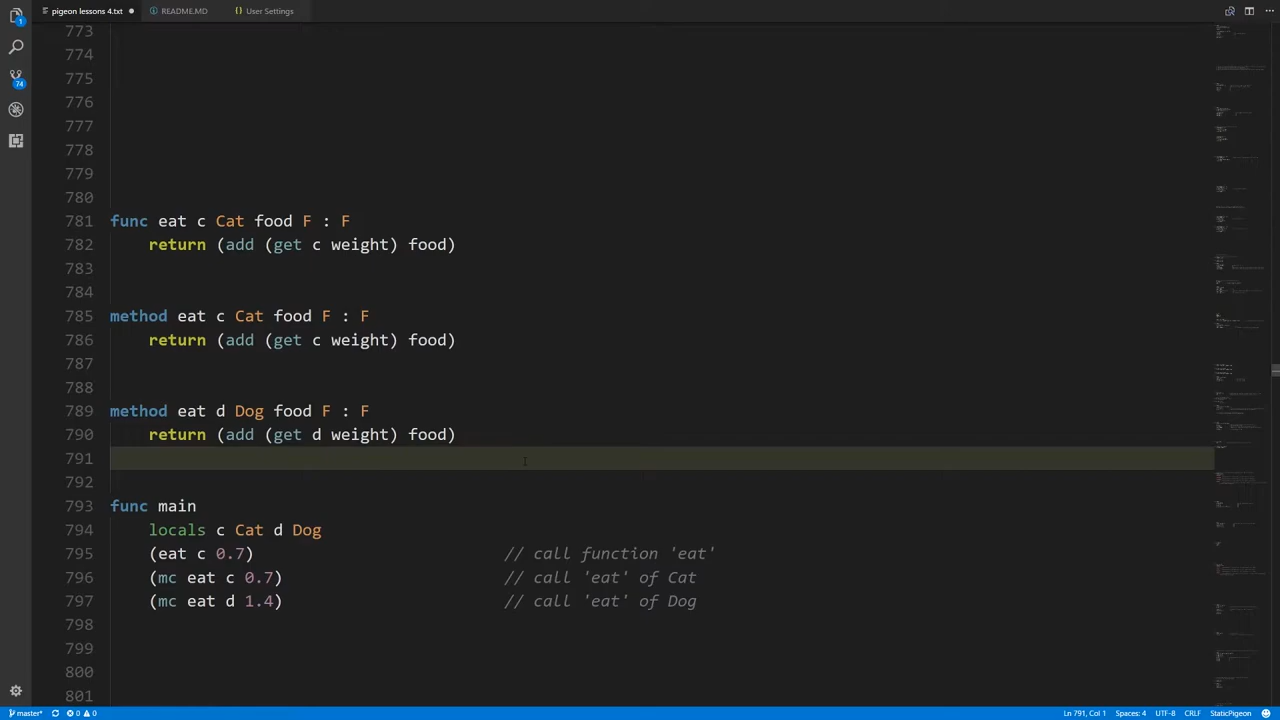 pigeon lessons 4.txt README.MD {} User Settings
1
74
773
774
775
776
777
778
779
780
781 func eat c Cat food F : F
782 return (add (get c weight) food)
783
784
785 method eat c Cat food F : F
786 return (add (get c weight) food)
787
788
789 method eat d Dog food F : F
790 return (add (get d weight) food)
791
792
793 func main
794 locals c Cat d Dog
795 (eat c 0.7) // call function 'eat'
796 (mc eat c 0.7) // call 'eat' of Cat
797 (mc eat d 1.4) // call 'eat' of Dog
798
799
800
801
master* 0 0 Ln 791, Col 1 Spaces: 4 UTF-8 CRLF StaticPigeon